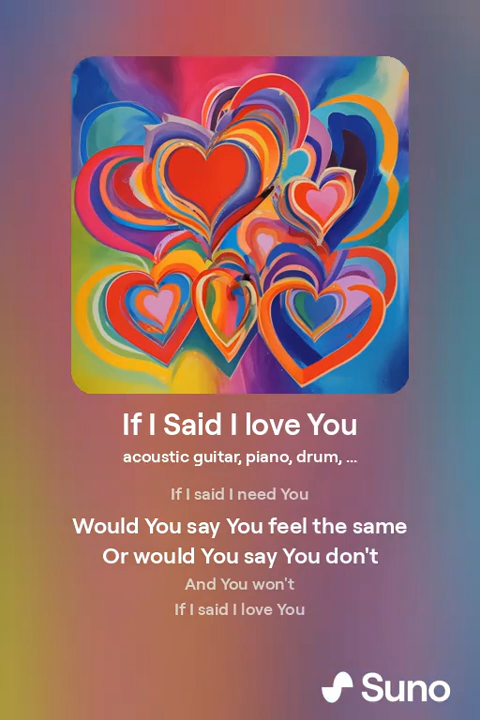 If I Said I love You
acoustic guitar, piano, drum, ...
If I said I need You
Would You say You feel the same
Or would You say You don't
And You won't
If I said I love You
Suno